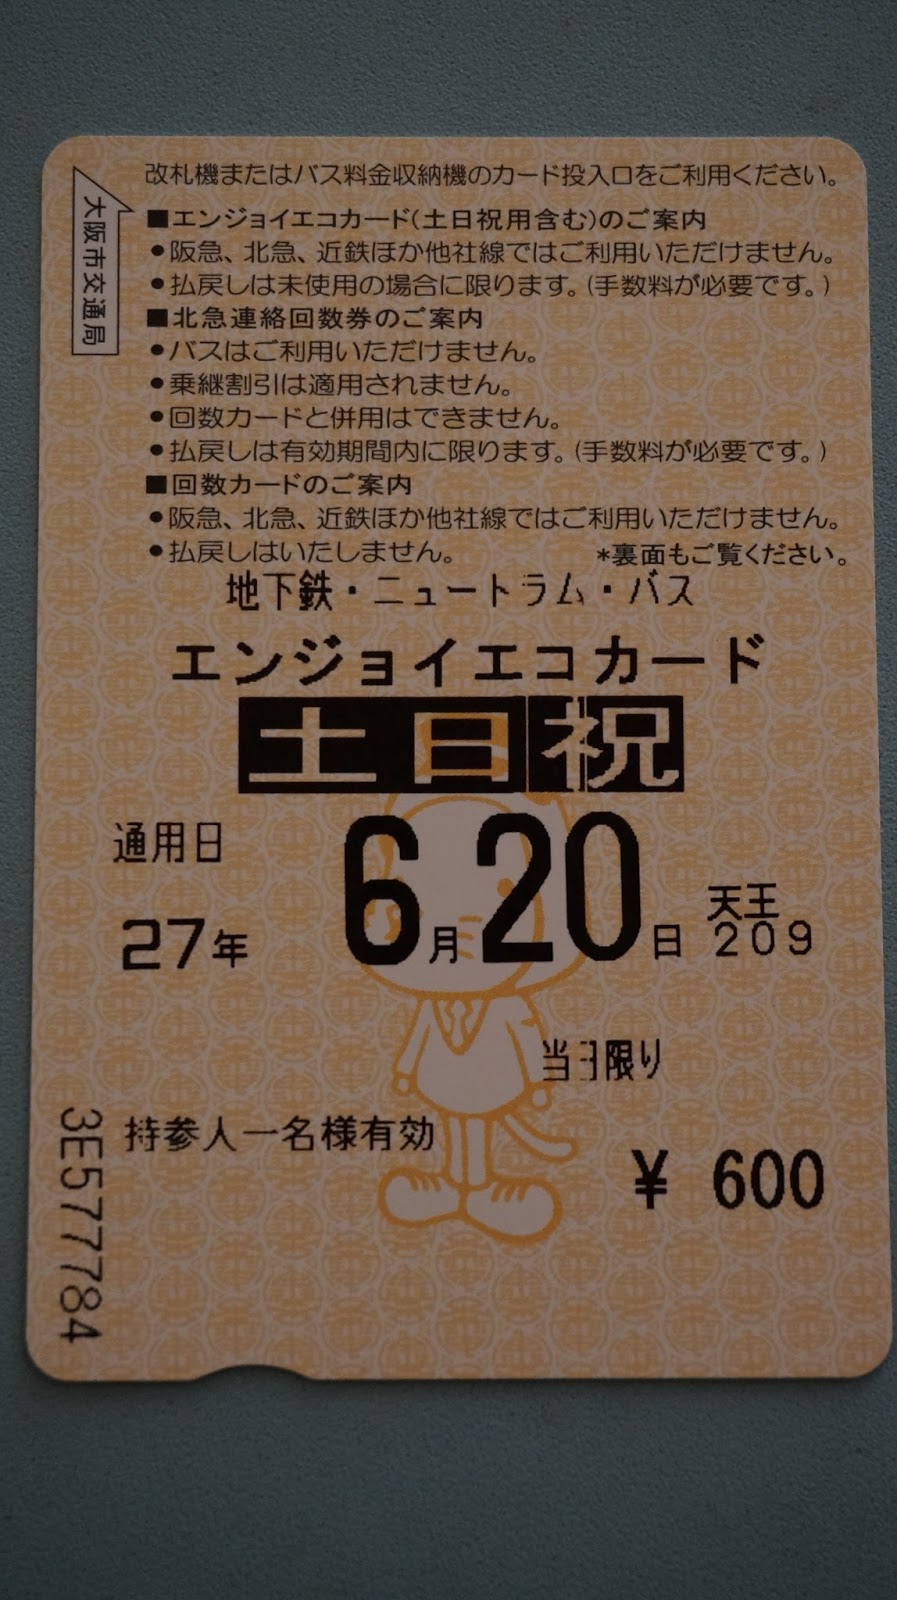 改札機またはバス料金収納機のカード投入口をご利用ください。
大阪市交通局
■エンジョイエコカード(土日祝用含む)のご案内
●阪急、北急、近鉄ほか他社線ではご利用いただけません。
●払戻しは未使用の場合に限ります。(手数料が必要です。)
■北急連絡回数券のご案内
●バスはご利用いただけません。
●乗継割引は適用されません。
●回数カードと併用はできません。
●払戻しは有効期間内に限ります。(手数料が必要です。)
■回数カードのご案内
●阪急、北急、近鉄ほか他社線ではご利用いただけません。
●払戻しはいたしません。 *裏面もご覧ください。
地下鉄・ニュートラム・バス
エンジョイエコカード
土日祝
通用日
27年 6月20日 天王
209
当日限り
持参人一名様有効
¥ 600
3E577784